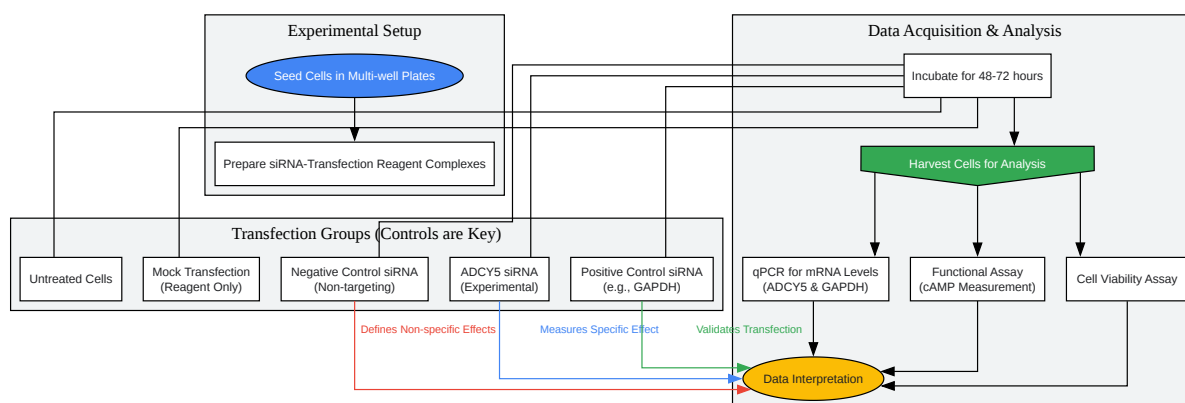 Experimental Setup
Data Acquisition & Analysis
Seed Cells in Multi-well Plates
Incubate for 48-72 hours
Prepare siRNA-Transfection Reagent Complexes
Harvest Cells for Analysis
Transfection Groups (Controls are Key)
Untreated Cells
Mock Transfection
(Reagent Only)
Negative Control siRNA
(Non-targeting)
ADCY5 siRNA
(Experimental)
Positive Control siRNA
(e.g., GAPDH)
qPCR for mRNA Levels
(ADCY5 & GAPDH)
Functional Assay
(cAMP Measurement)
Cell Viability Assay
Defines Non-specific Effects
Measures Specific Effect
Validates Transfection
Data Interpretation